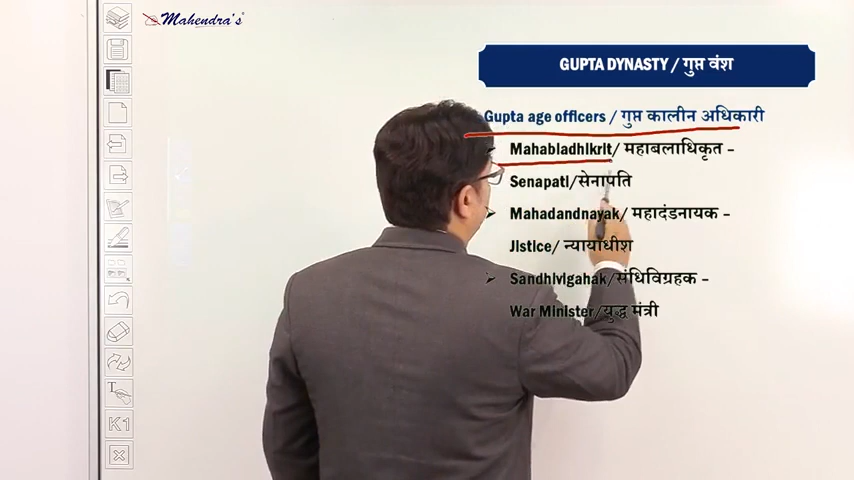 Mahendra's
GUPTA DYNASTY / गुप्त वंश
Gupta age officers / गुप्त कालीन अधिकारी
Mahabladhikrit/ महाबलाधिकृत –
Senapati/सेनापति
➢ Mahadandnayak/ महादंडनायक –
Jistice/ न्यायाधीश
➢ Sandhivigahak/संधिविग्रहक –
War Minister/युद्ध मंत्री
T
K1